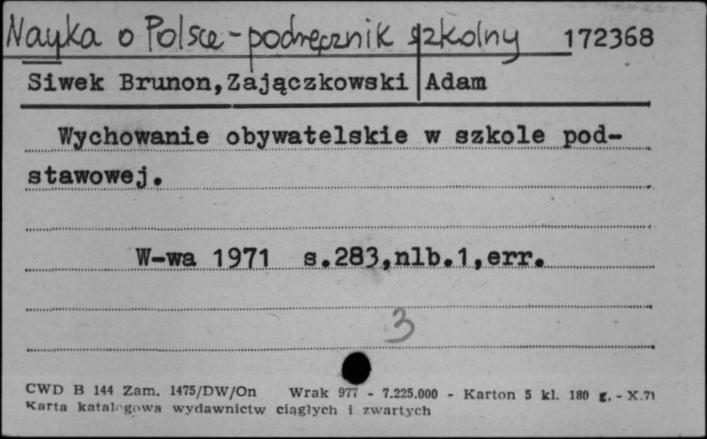 Nauka o Polsce - podręcznik szkolny 172368
Siwek Brunon, Zajączkowski Adam
Wychowanie obywatelskie w szkole pod-
stawowej.
W-wa 1971 s.283,nlb.1,err.
3
CWD B 144 Zam. 1475/DW/On Wrak 977 - 7.225.000 - Karton 5 kl. 180 g. - X.71
Karta katalogowa wydawnictw ciągłych i zwartych